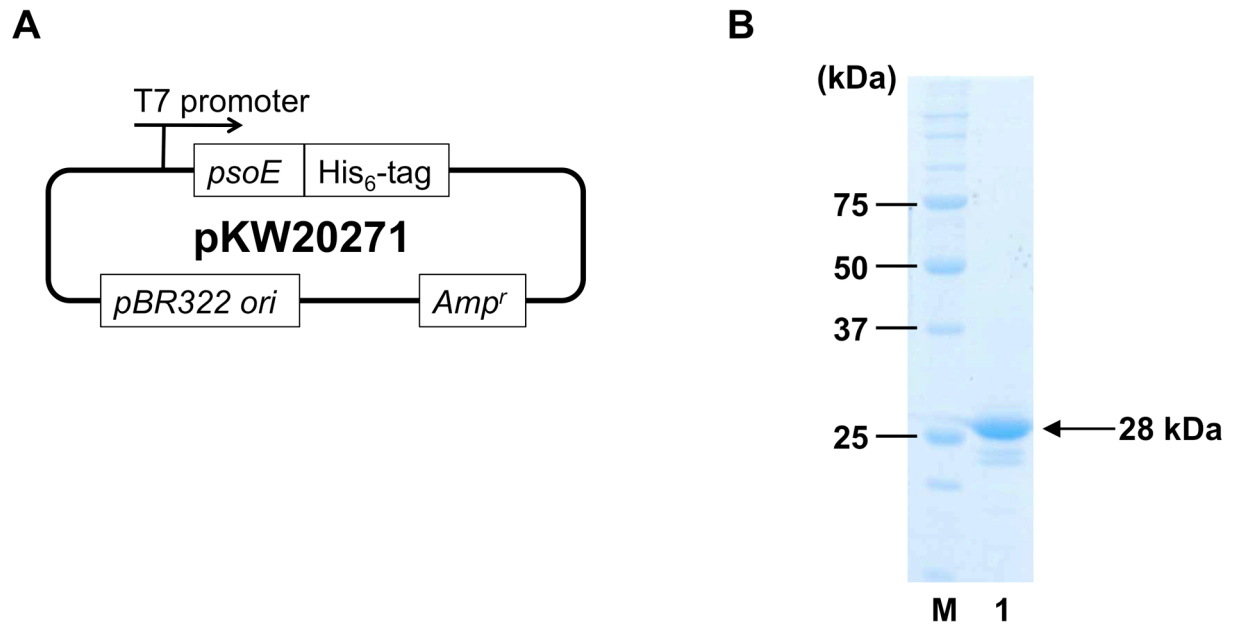 A
T7 promoter
psoE
His₆-tag
pKW20271
pBR322 ori
Ampʳ
B
(kDa)
75
50
37
25
28 kDa
M 1